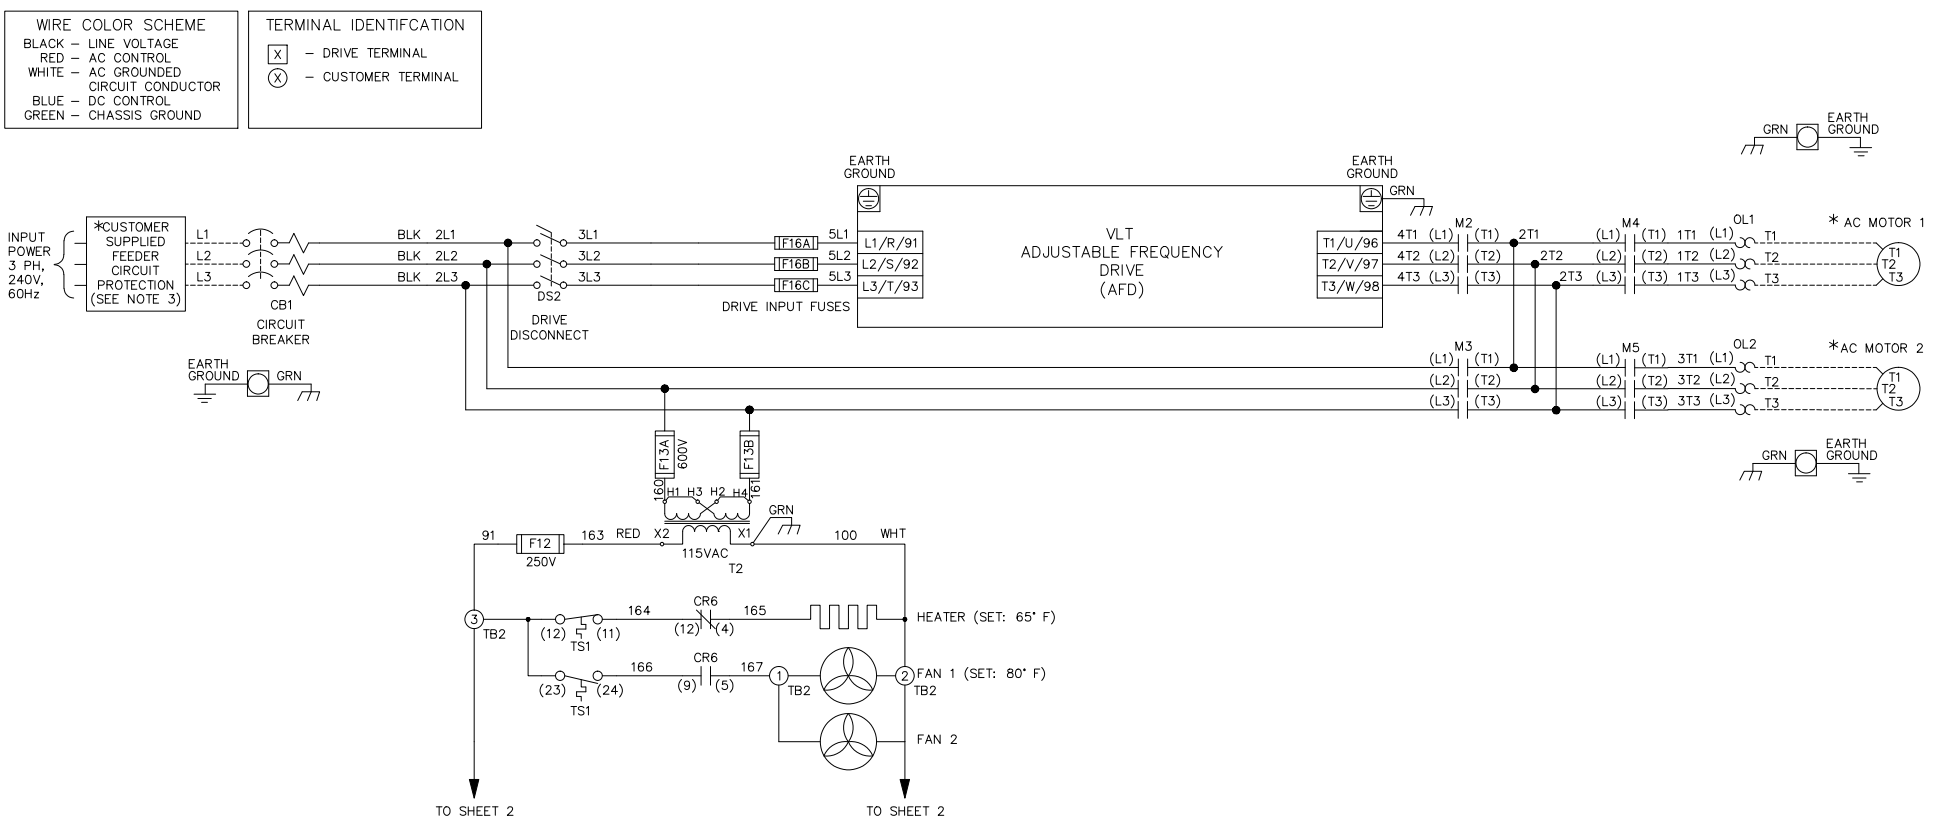 WIRE COLOR SCHEME
BLACK – LINE VOLTAGE
RED – AC CONTROL
WHITE – AC GROUNDED
CIRCUIT CONDUCTOR
BLUE – DC CONTROL
GREEN – CHASSIS GROUND
TERMINAL IDENTIFCATION
X – DRIVE TERMINAL
X – CUSTOMER TERMINAL
INPUT
POWER
3 PH,
240V,
60Hz
*CUSTOMER
SUPPLIED
FEEDER
CIRCUIT
PROTECTION
(SEE NOTE 3)
L1
L2
L3
CB1
CIRCUIT
BREAKER
BLK 2L1
BLK 2L2
BLK 2L3
DS2
DRIVE
DISCONNECT
3L1
3L2
3L3
F16A
F16B
F16C
DRIVE INPUT FUSES
5L1
5L2
5L3
EARTH
GROUND
L1/R/91
L2/S/92
L3/T/93
VLT
ADJUSTABLE FREQUENCY
DRIVE
(AFD)
EARTH
GROUND
GRN
T1/U/96
T2/V/97
T3/W/98
4T1 (L1) M2 (T1) 2T1 (L1) M4 (T1) 1T1 (L1) OL1 T1
4T2 (L2) (T2) 2T2 (L2) (T2) 1T2 (L2) T2
4T3 (L3) (T3) 2T3 (L3) (T3) 1T3 (L3) T3
* AC MOTOR 1
T1
T2
T3
GRN
EARTH
GROUND
EARTH
GROUND
GRN
(L1) M3 (T1) (L1) M5 (T1) 3T1 (L1) OL2 T1
(L2) (T2) (L2) (T2) 3T2 (L2) T2
(L3) (T3) (L3) (T3) 3T3 (L3) T3
*AC MOTOR 2
T1
T2
T3
GRN
EARTH
GROUND
F13A
600V
F13B
160
161
H1 H3 H2 H4
GRN
91
F12
250V
163 RED X2
X1
115VAC
T2
100 WHT
3
TB2
(12) (11)
TS1
164
CR6
(12) (4)
165
HEATER (SET: 65° F)
(23) (24)
TS1
166
CR6
(9) (5)
167
1
TB2
2
TB2
FAN 1 (SET: 80° F)
FAN 2
TO SHEET 2
TO SHEET 2